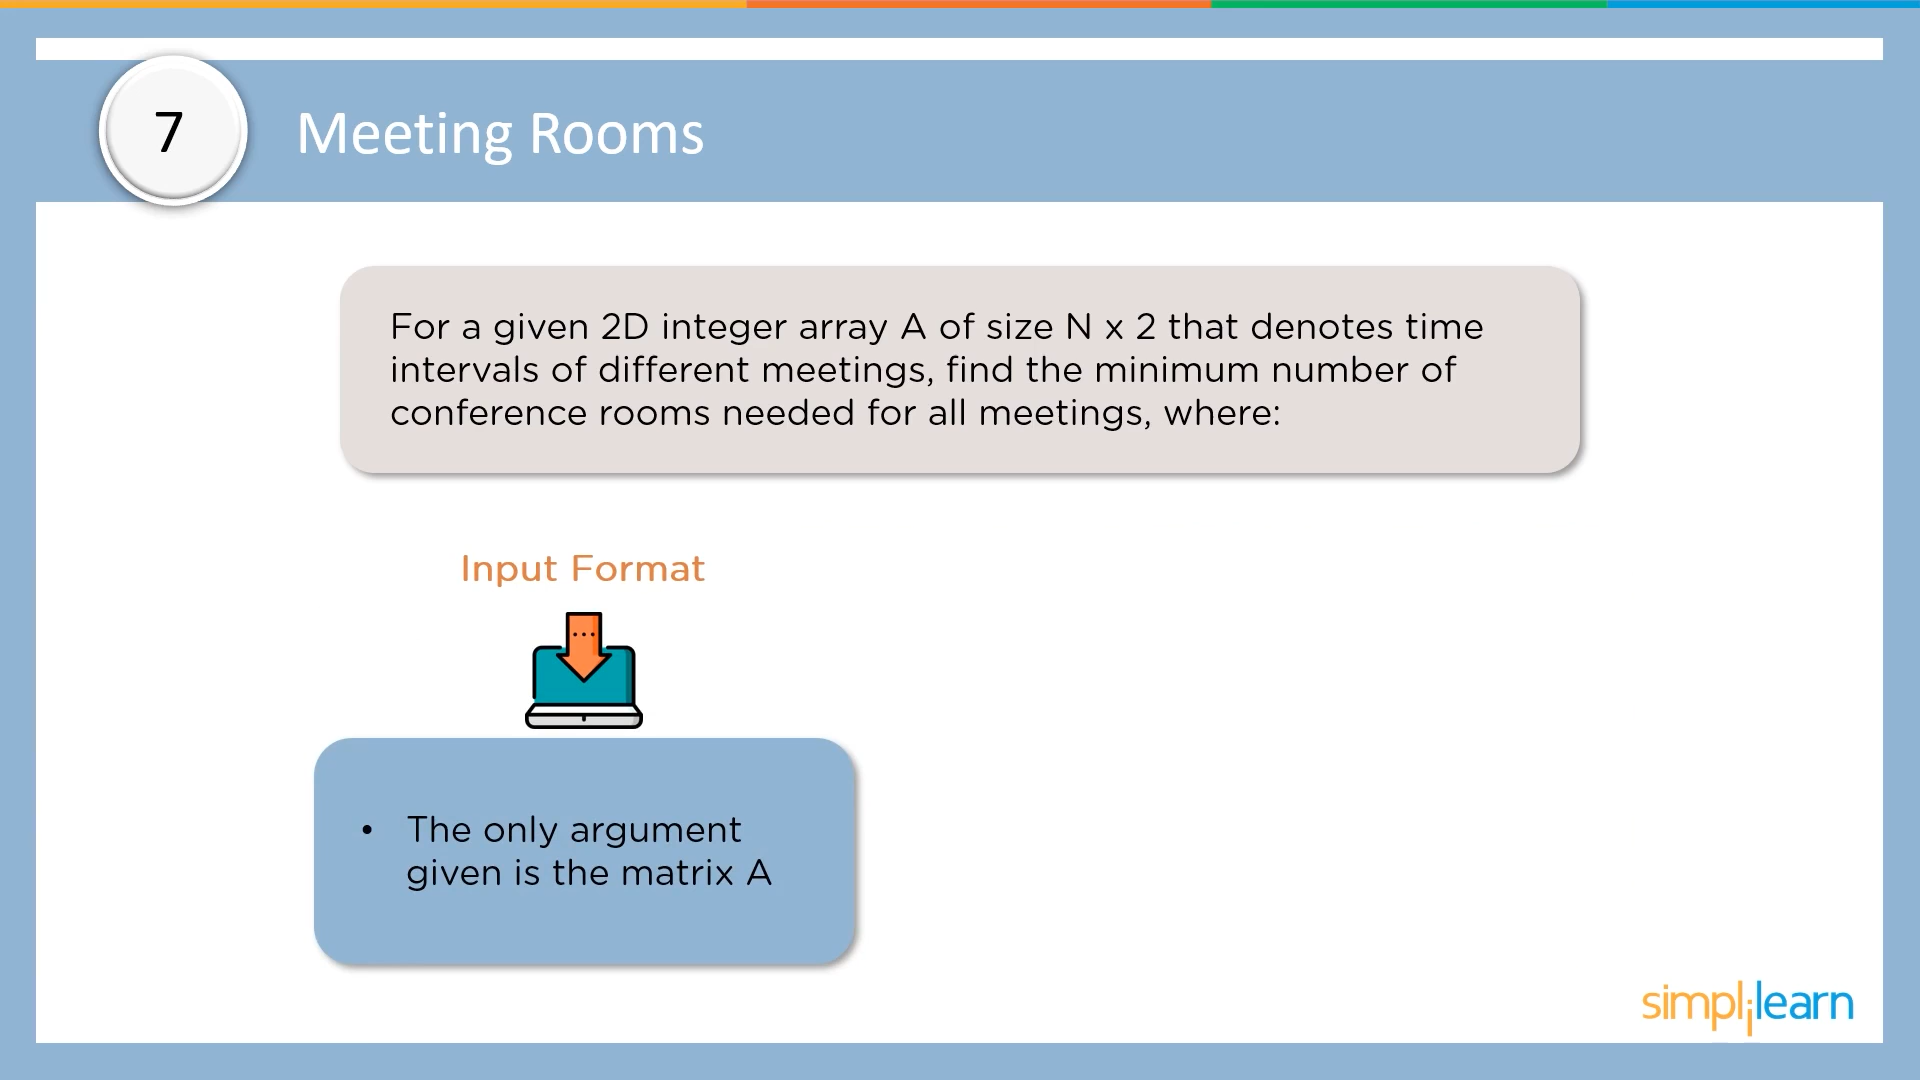 7
Meeting Rooms
For a given 2D integer array A of size N x 2 that denotes time
intervals of different meetings, find the minimum number of
conference rooms needed for all meetings, where:
Input Format
• The only argument
given is the matrix A
simplilearn